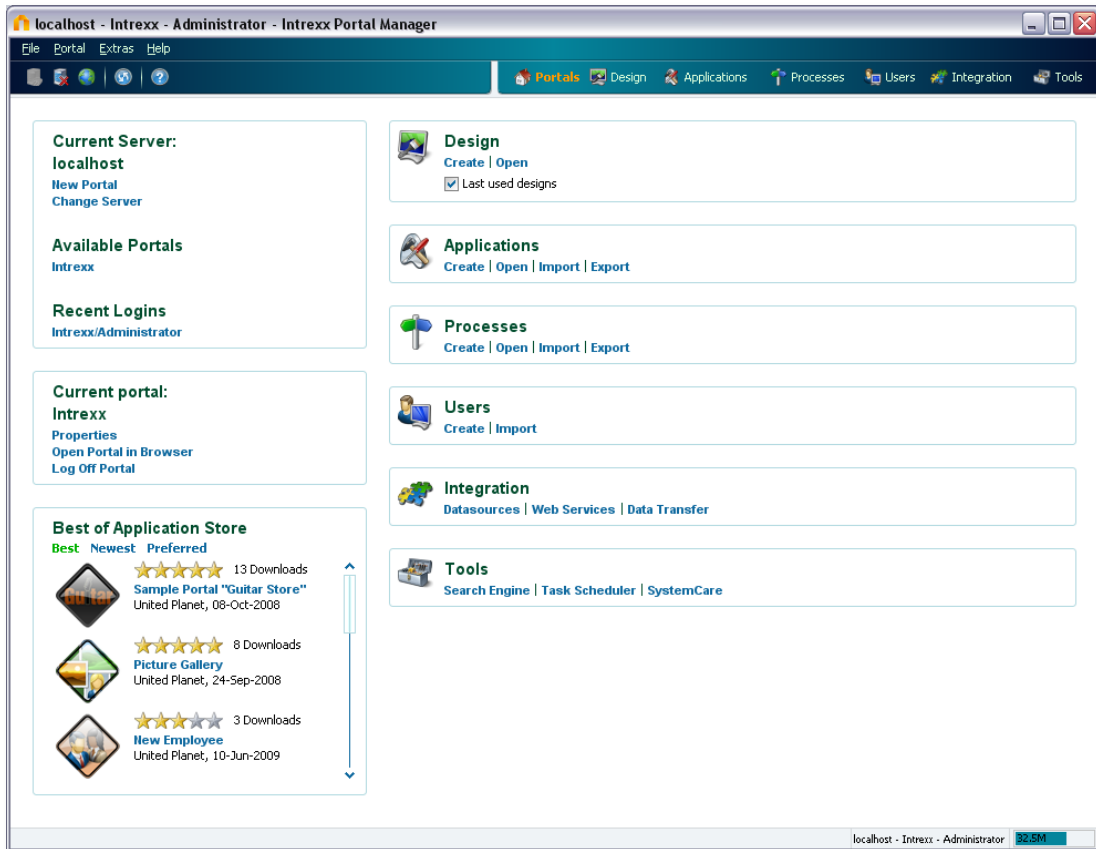 localhost - Intrexx - Administrator - Intrexx Portal Manager
File Portal Extras Help
Portals Design Applications Processes Users Integration Tools
Current Server:
localhost
New Portal
Change Server
Available Portals
Intrexx
Recent Logins
Intrexx/Administrator
Current portal:
Intrexx
Properties
Open Portal in Browser
Log Off Portal
Best of Application Store
Best Newest Preferred
13 Downloads
Sample Portal "Guitar Store"
United Planet, 08-Oct-2008
Guitar
8 Downloads
Picture Gallery
United Planet, 24-Sep-2008
3 Downloads
New Employee
United Planet, 10-Jun-2009
Design
Create | Open
Last used designs
Applications
Create | Open | Import | Export
Processes
Create | Open | Import | Export
Users
Create | Import
Integration
Datasources | Web Services | Data Transfer
Tools
Search Engine | Task Scheduler | SystemCare
localhost - Intrexx - Administrator 32.5M